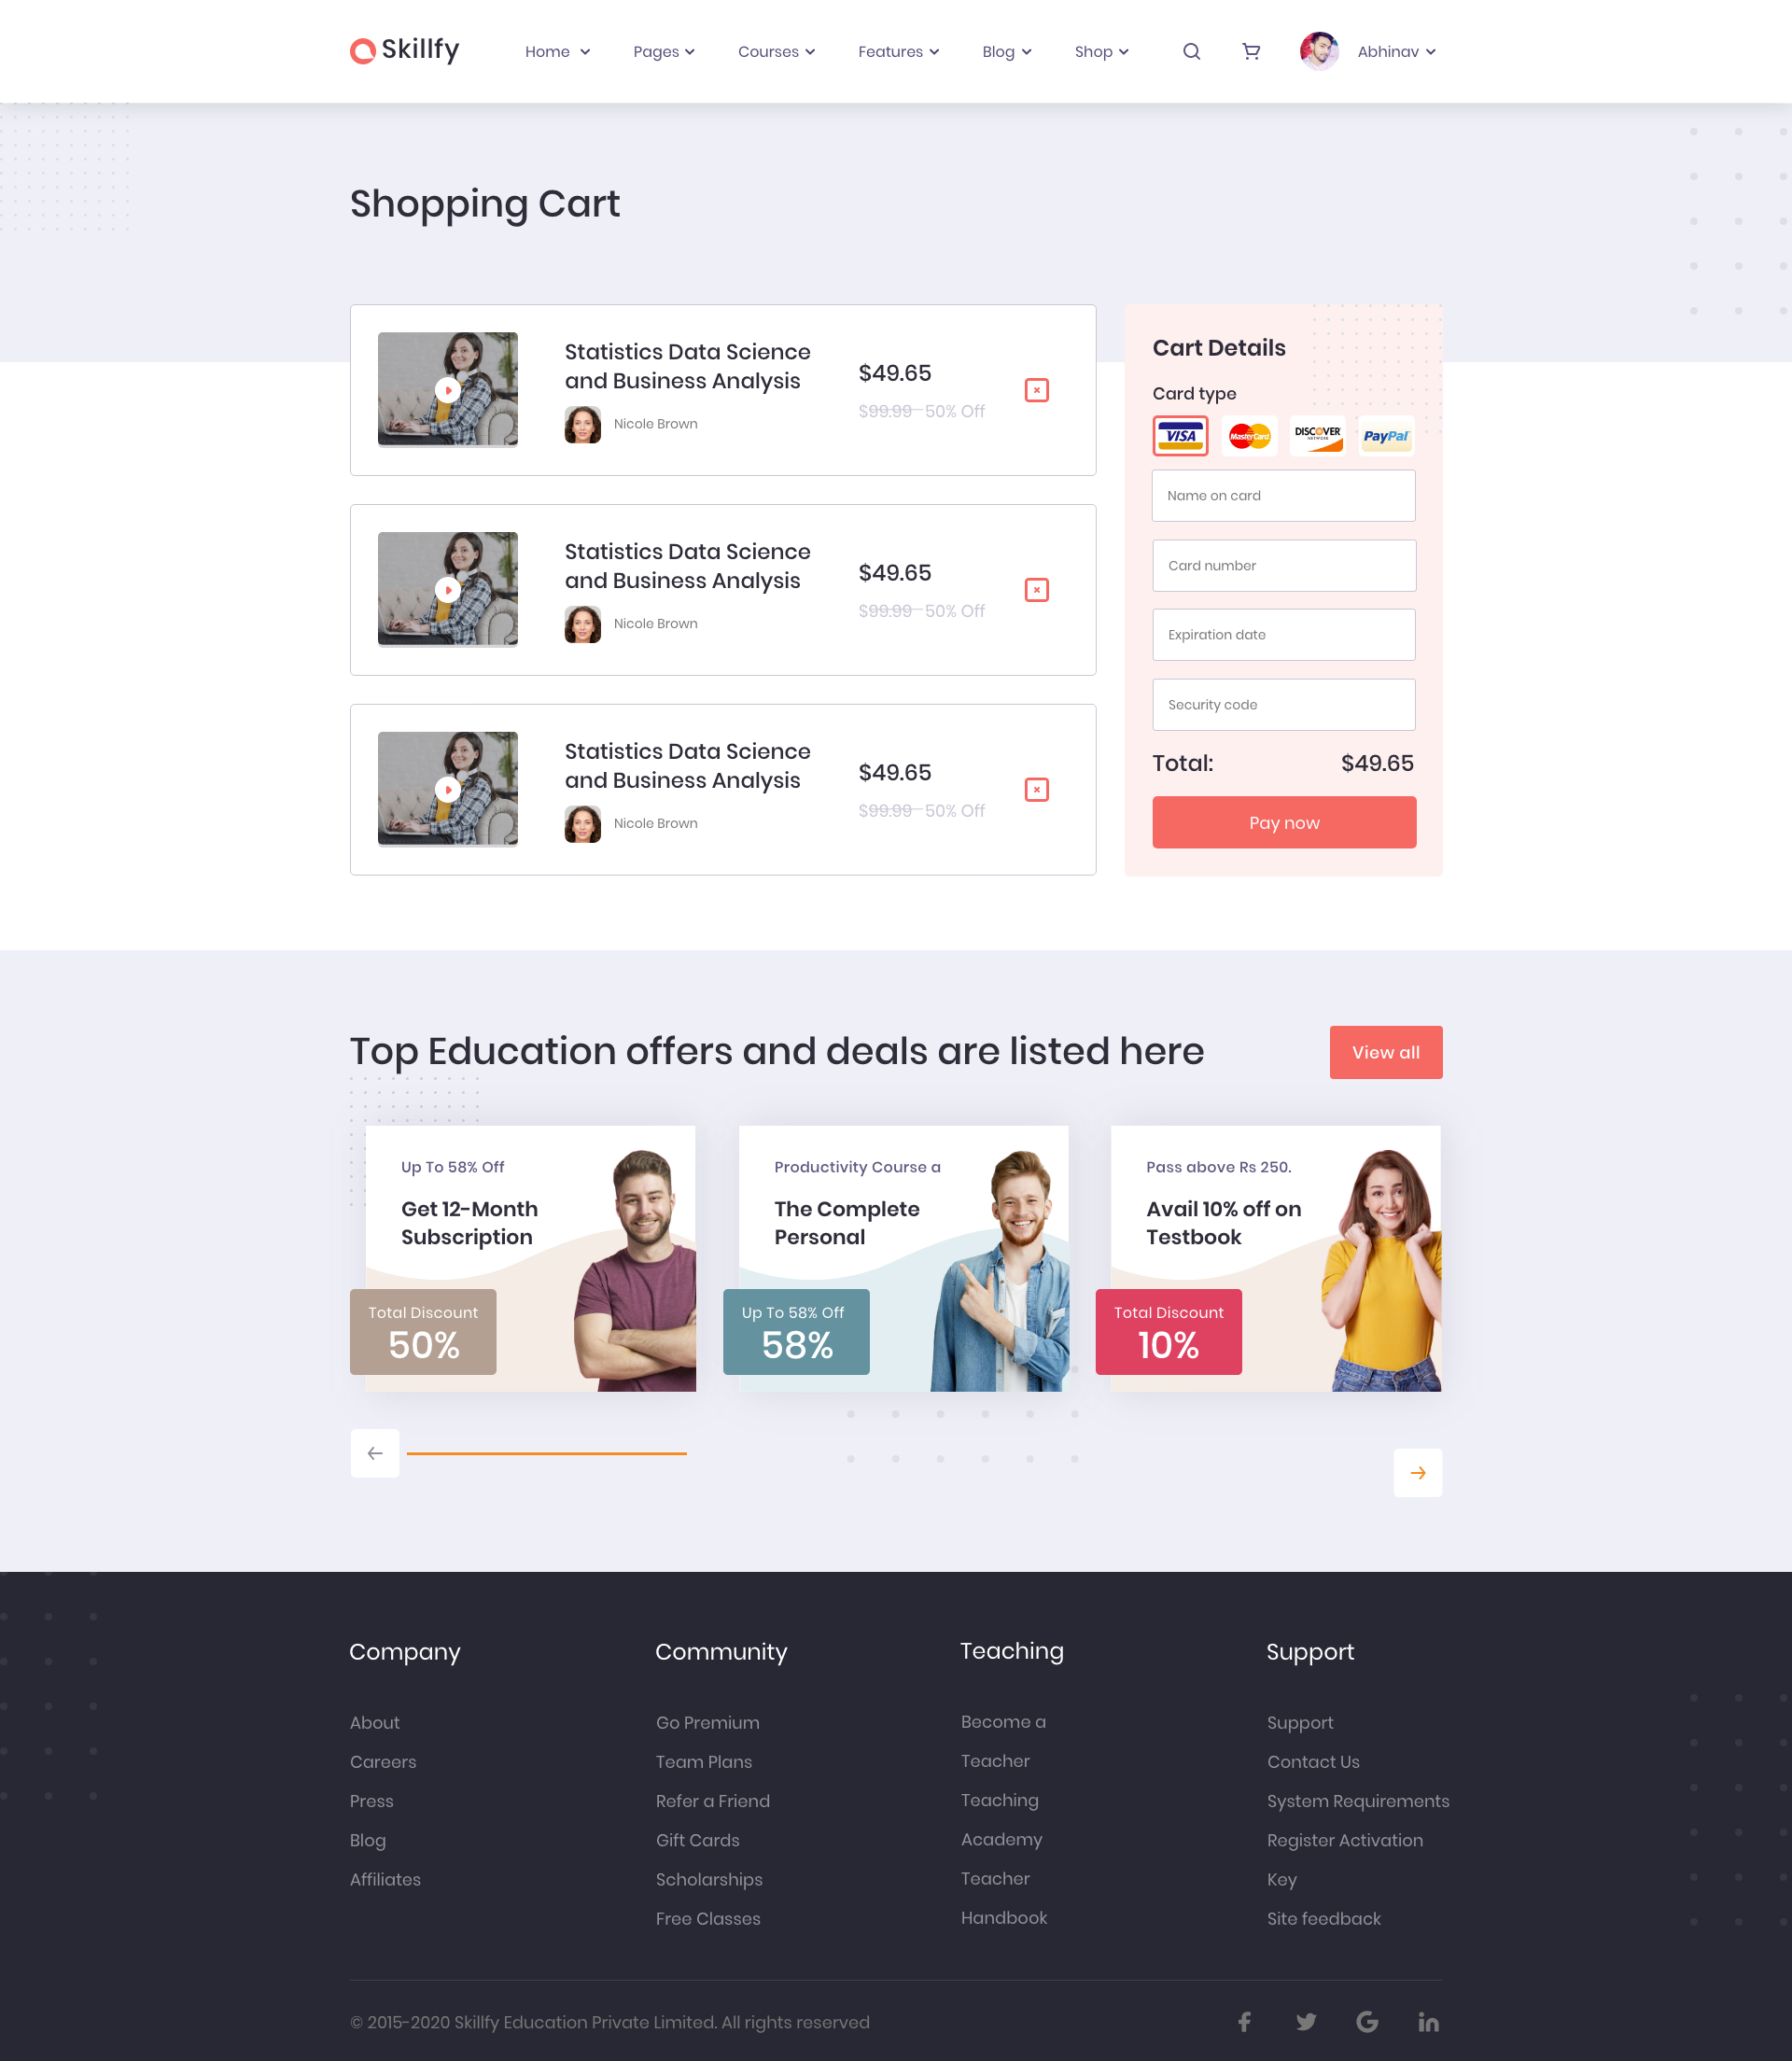 Skillfy
Home
Pages
Courses
Features
Blog
Shop
Abhinav
Shopping Cart
Statistics Data Science
and Business Analysis
Nicole Brown
$49.65
$99.99 50% Off
Statistics Data Science
and Business Analysis
Nicole Brown
$49.65
$99.99 50% Off
Statistics Data Science
and Business Analysis
Nicole Brown
$49.65
$99.99 50% Off
Cart Details
Card type
VISA
MasterCard
DISCOVER
NETWORK
PayPal
Name on card
Card number
Expiration date
Security code
Total: $49.65
Pay now
Top Education offers and deals are listed here
View all
Up To 58% Off
Get 12-Month
Subscription
Total Discount
50%
Productivity Course a
The Complete
Personal
Up To 58% Off
58%
Pass above Rs 250.
Avail 10% off on
Testbook
Total Discount
10%
Company
About
Careers
Press
Blog
Affiliates
Community
Go Premium
Team Plans
Refer a Friend
Gift Cards
Scholarships
Free Classes
Teaching
Become a
Teacher
Teaching
Academy
Teacher
Handbook
Support
Support
Contact Us
System Requirements
Register Activation
Key
Site feedback
© 2015-2020 Skillfy Education Private Limited. All rights reserved